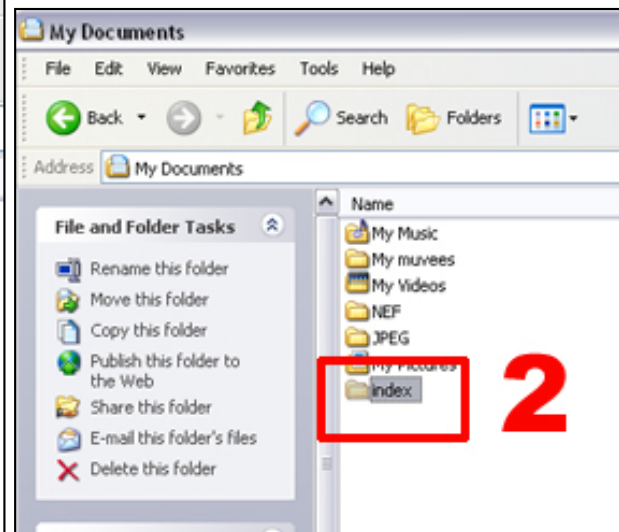 My Documents
File Edit View Favorites Tools Help
Back Search Folders
Address My Documents
File and Folder Tasks
Rename this folder
Move this folder
Copy this folder
Publish this folder to
the Web
Share this folder
E-mail this folder's files
Delete this folder
Name
My Music
My muvees
My Videos
NEF
JPEG
My Pictures
index
2